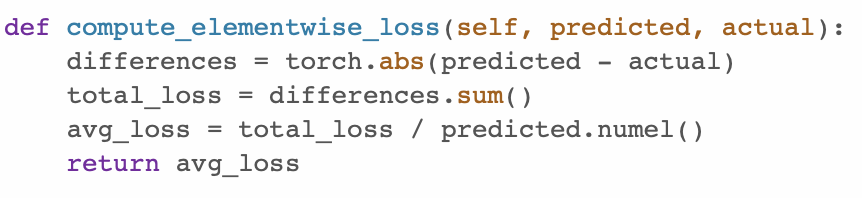 def compute_elementwise_loss(self, predicted, actual):
    differences = torch.abs(predicted - actual)
    total_loss = differences.sum()
    avg_loss = total_loss / predicted.numel()
    return avg_loss